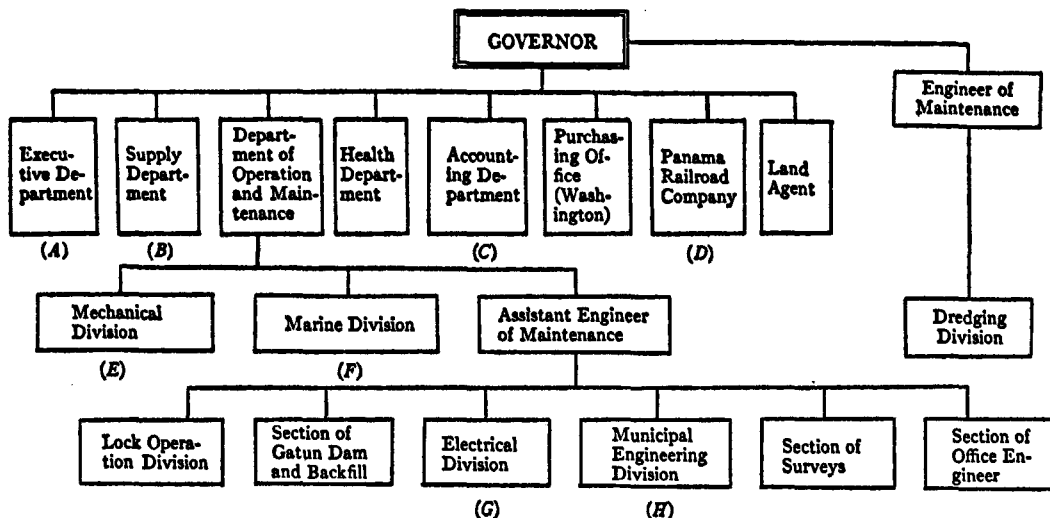 GOVERNOR
Engineer of
Maintenance
Execu-
tive De-
partment
Supply
Depart-
ment
Depart-
ment of
Operation
and Main-
tenance
Health
Department
Account-
ing De-
partment
Purchas-
ing Of-
fice
(Wash-
ington)
Panama
Railroad
Company
Land
Agent
(A)
(B)
(C)
(D)
Mechanical
Division
Marine Division
Assistant Engineer
of Maintenance
Dredging
Division
(E)
(F)
Lock Opera-
tion Division
Section of
Gatun Dam
and Backfill
Electrical
Division
Municipal
Engineering
Division
Section of
Surveys
Section of
Office En-
gineer
(G)
(H)